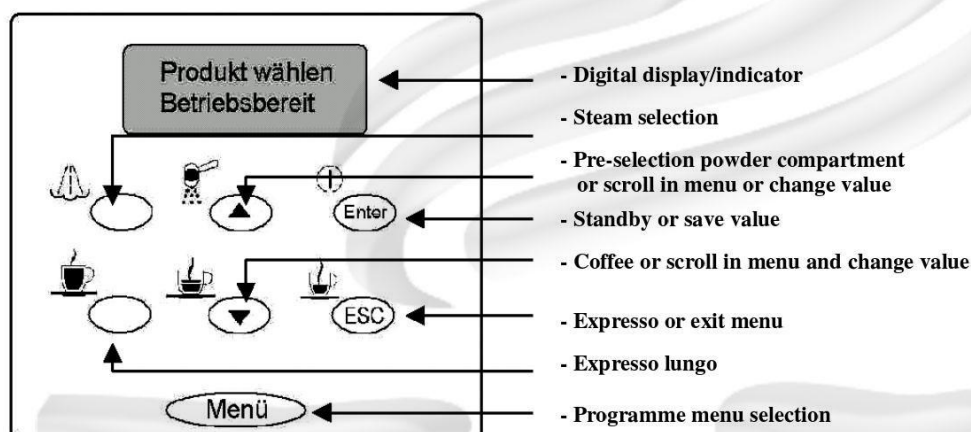 Produkt wählen
Betriebsbereit
- Digital display/indicator
- Steam selection
- Pre-selection powder compartment
or scroll in menu or change value
Enter
- Standby or save value
- Coffee or scroll in menu and change value
ESC
- Expresso or exit menu
- Expresso lungo
Menü
- Programme menu selection